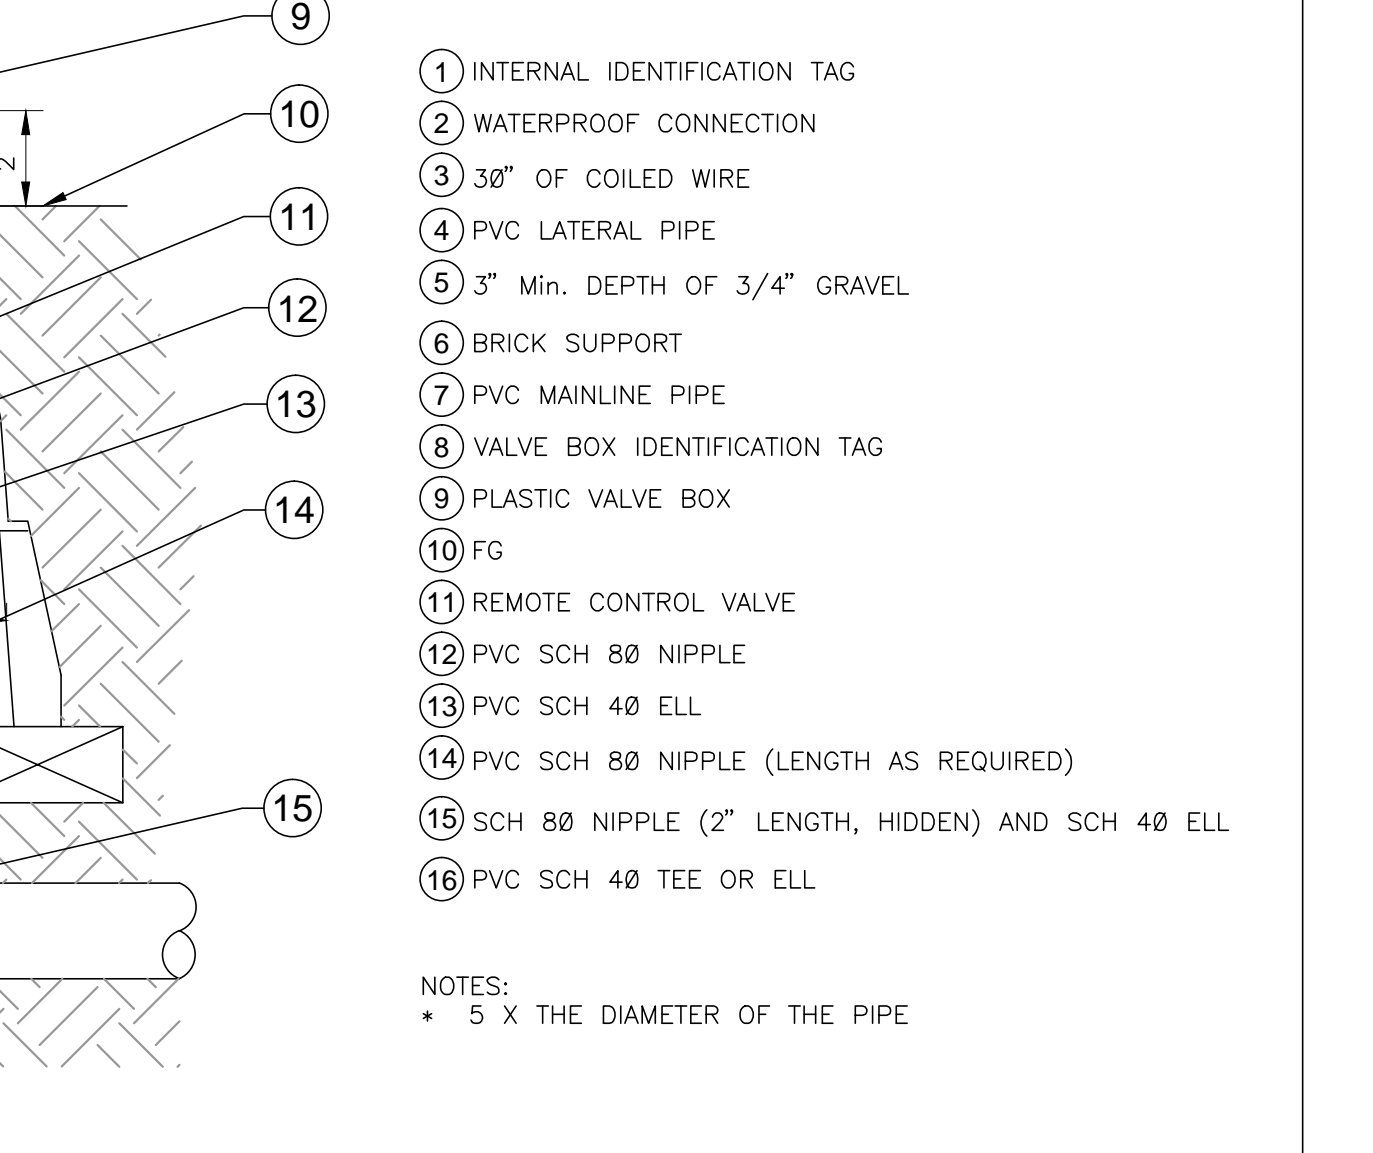 9
10
2
11
12
13
14
15
1 INTERNAL IDENTIFICATION TAG
2 WATERPROOF CONNECTION
3 30" OF COILED WIRE
4 PVC LATERAL PIPE
5 3" Min. DEPTH OF 3/4" GRAVEL
6 BRICK SUPPORT
7 PVC MAINLINE PIPE
8 VALVE BOX IDENTIFICATION TAG
9 PLASTIC VALVE BOX
10 FG
11 REMOTE CONTROL VALVE
12 PVC SCH 80 NIPPLE
13 PVC SCH 40 ELL
14 PVC SCH 80 NIPPLE (LENGTH AS REQUIRED)
15 SCH 80 NIPPLE (2" LENGTH, HIDDEN) AND SCH 40 ELL
16 PVC SCH 40 TEE OR ELL
NOTES:
* 5 X THE DIAMETER OF THE PIPE